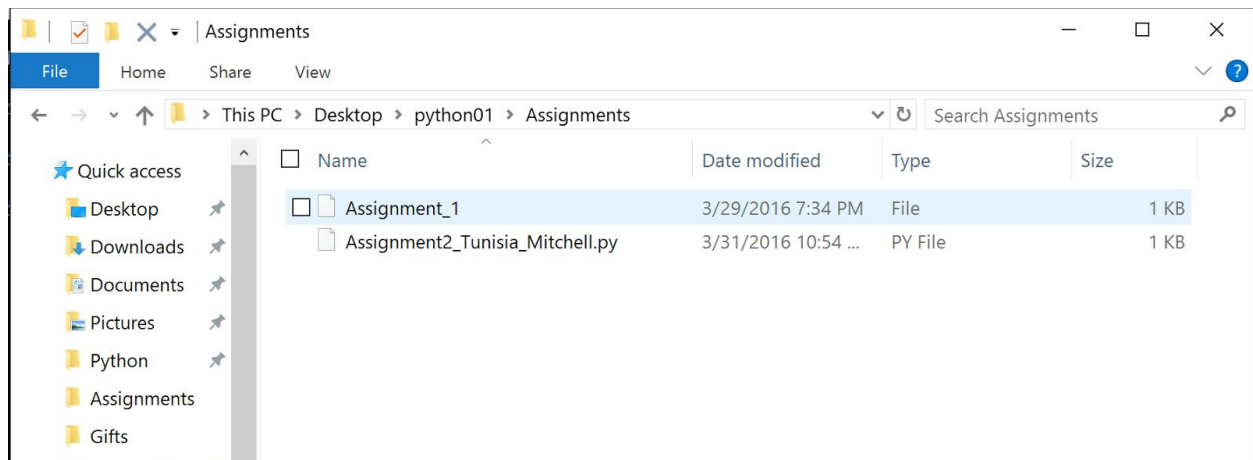 Assignments
File Home Share View
This PC > Desktop > python01 > Assignments Search Assignments
Quick access
Desktop
Downloads
Documents
Pictures
Python
Assignments
Gifts
Name Date modified Type Size
Assignment_1 3/29/2016 7:34 PM File 1 KB
Assignment2_Tunisia_Mitchell.py 3/31/2016 10:54 ... PY File 1 KB